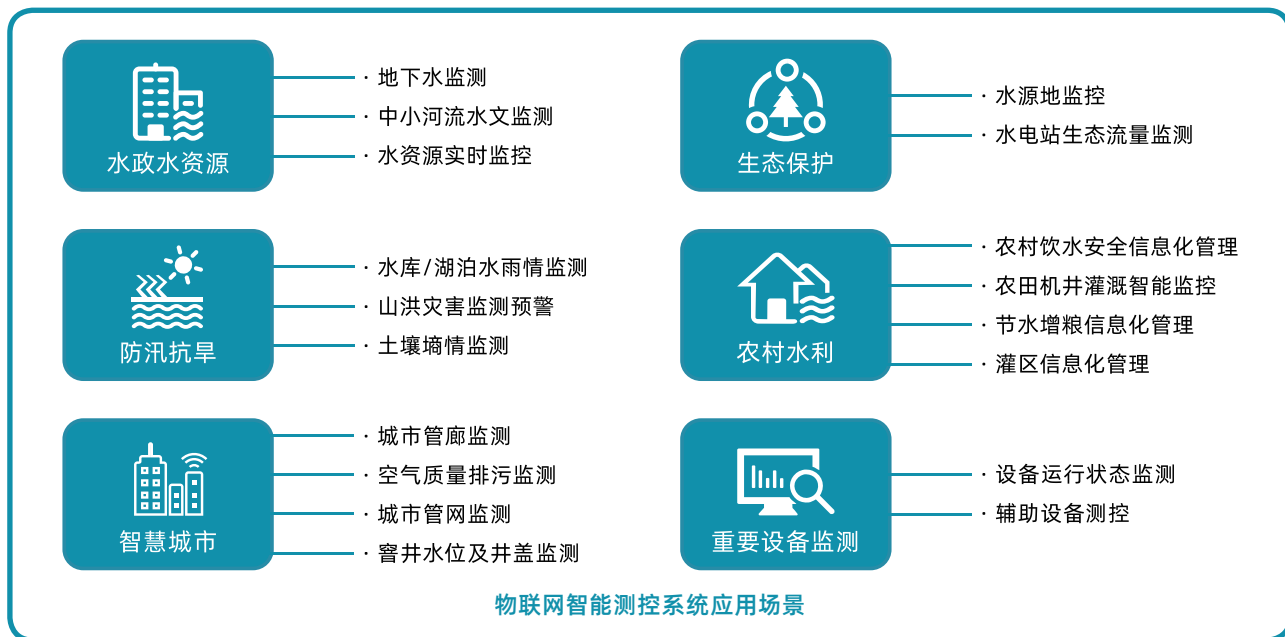 水政水资源
· 地下水监测
· 中小河流水文监测
· 水资源实时监控
生态保护
· 水源地监控
· 水电站生态流量监测
防汛抗旱
· 水库/湖泊水雨情监测
· 山洪灾害监测预警
· 土壤墒情监测
农村水利
· 农村饮水安全信息化管理
· 农田机井灌溉智能监控
· 节水增粮信息化管理
· 灌区信息化管理
智慧城市
· 城市管廊监测
· 空气质量排污监测
· 城市管网监测
· 窨井水位及井盖监测
重要设备监测
· 设备运行状态监测
· 辅助设备测控
物联网智能测控系统应用场景